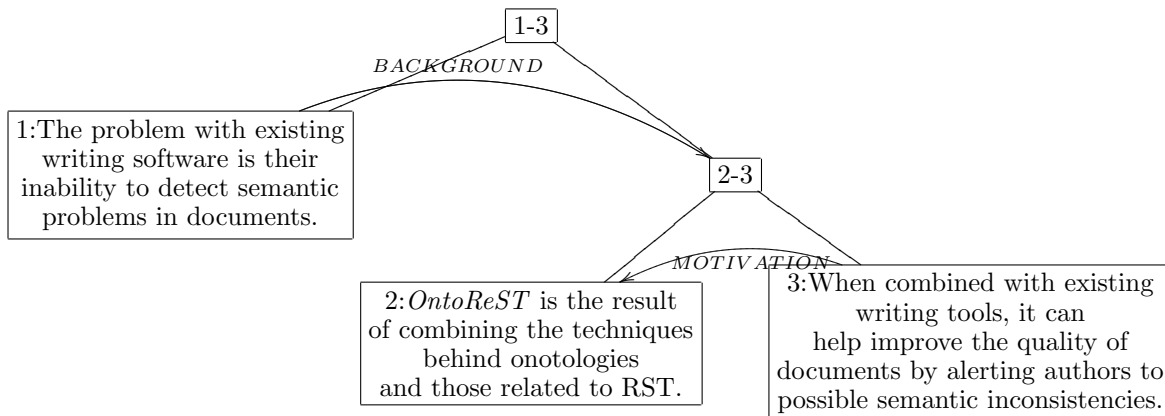 1-3
BACKGROUND
1:The problem with existing
writing software is their
inability to detect semantic
problems in documents.
2-3
MOTIVATION
2:OntoReST is the result
of combining the techniques
behind onotologies
and those related to RST.
3:When combined with existing
writing tools, it can
help improve the quality of
documents by alerting authors to
possible semantic inconsistencies.